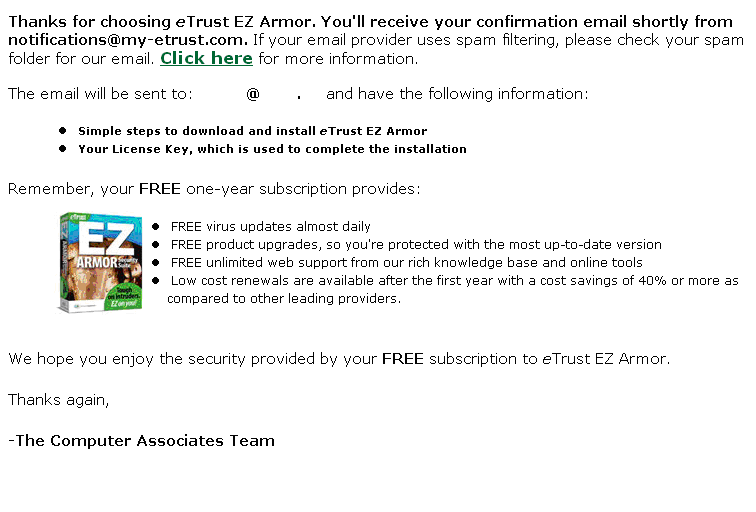 Thanks for choosing eTrust EZ Armor. You'll receive your confirmation email shortly from
notifications@my-etrust.com. If your email provider uses spam filtering, please check your spam
folder for our email. Click here for more information.
The email will be sent to: @ . and have the following information:
● Simple steps to download and install eTrust EZ Armor
● Your License Key, which is used to complete the installation
Remember, your FREE one-year subscription provides:
eTrust
EZ
ARMOR Security
Suite
Tough
on intruders.
EZ on you!
● FREE virus updates almost daily
● FREE product upgrades, so you're protected with the most up-to-date version
● FREE unlimited web support from our rich knowledge base and online tools
● Low cost renewals are available after the first year with a cost savings of 40% or more as
compared to other leading providers.
We hope you enjoy the security provided by your FREE subscription to eTrust EZ Armor.
Thanks again,
-The Computer Associates Team